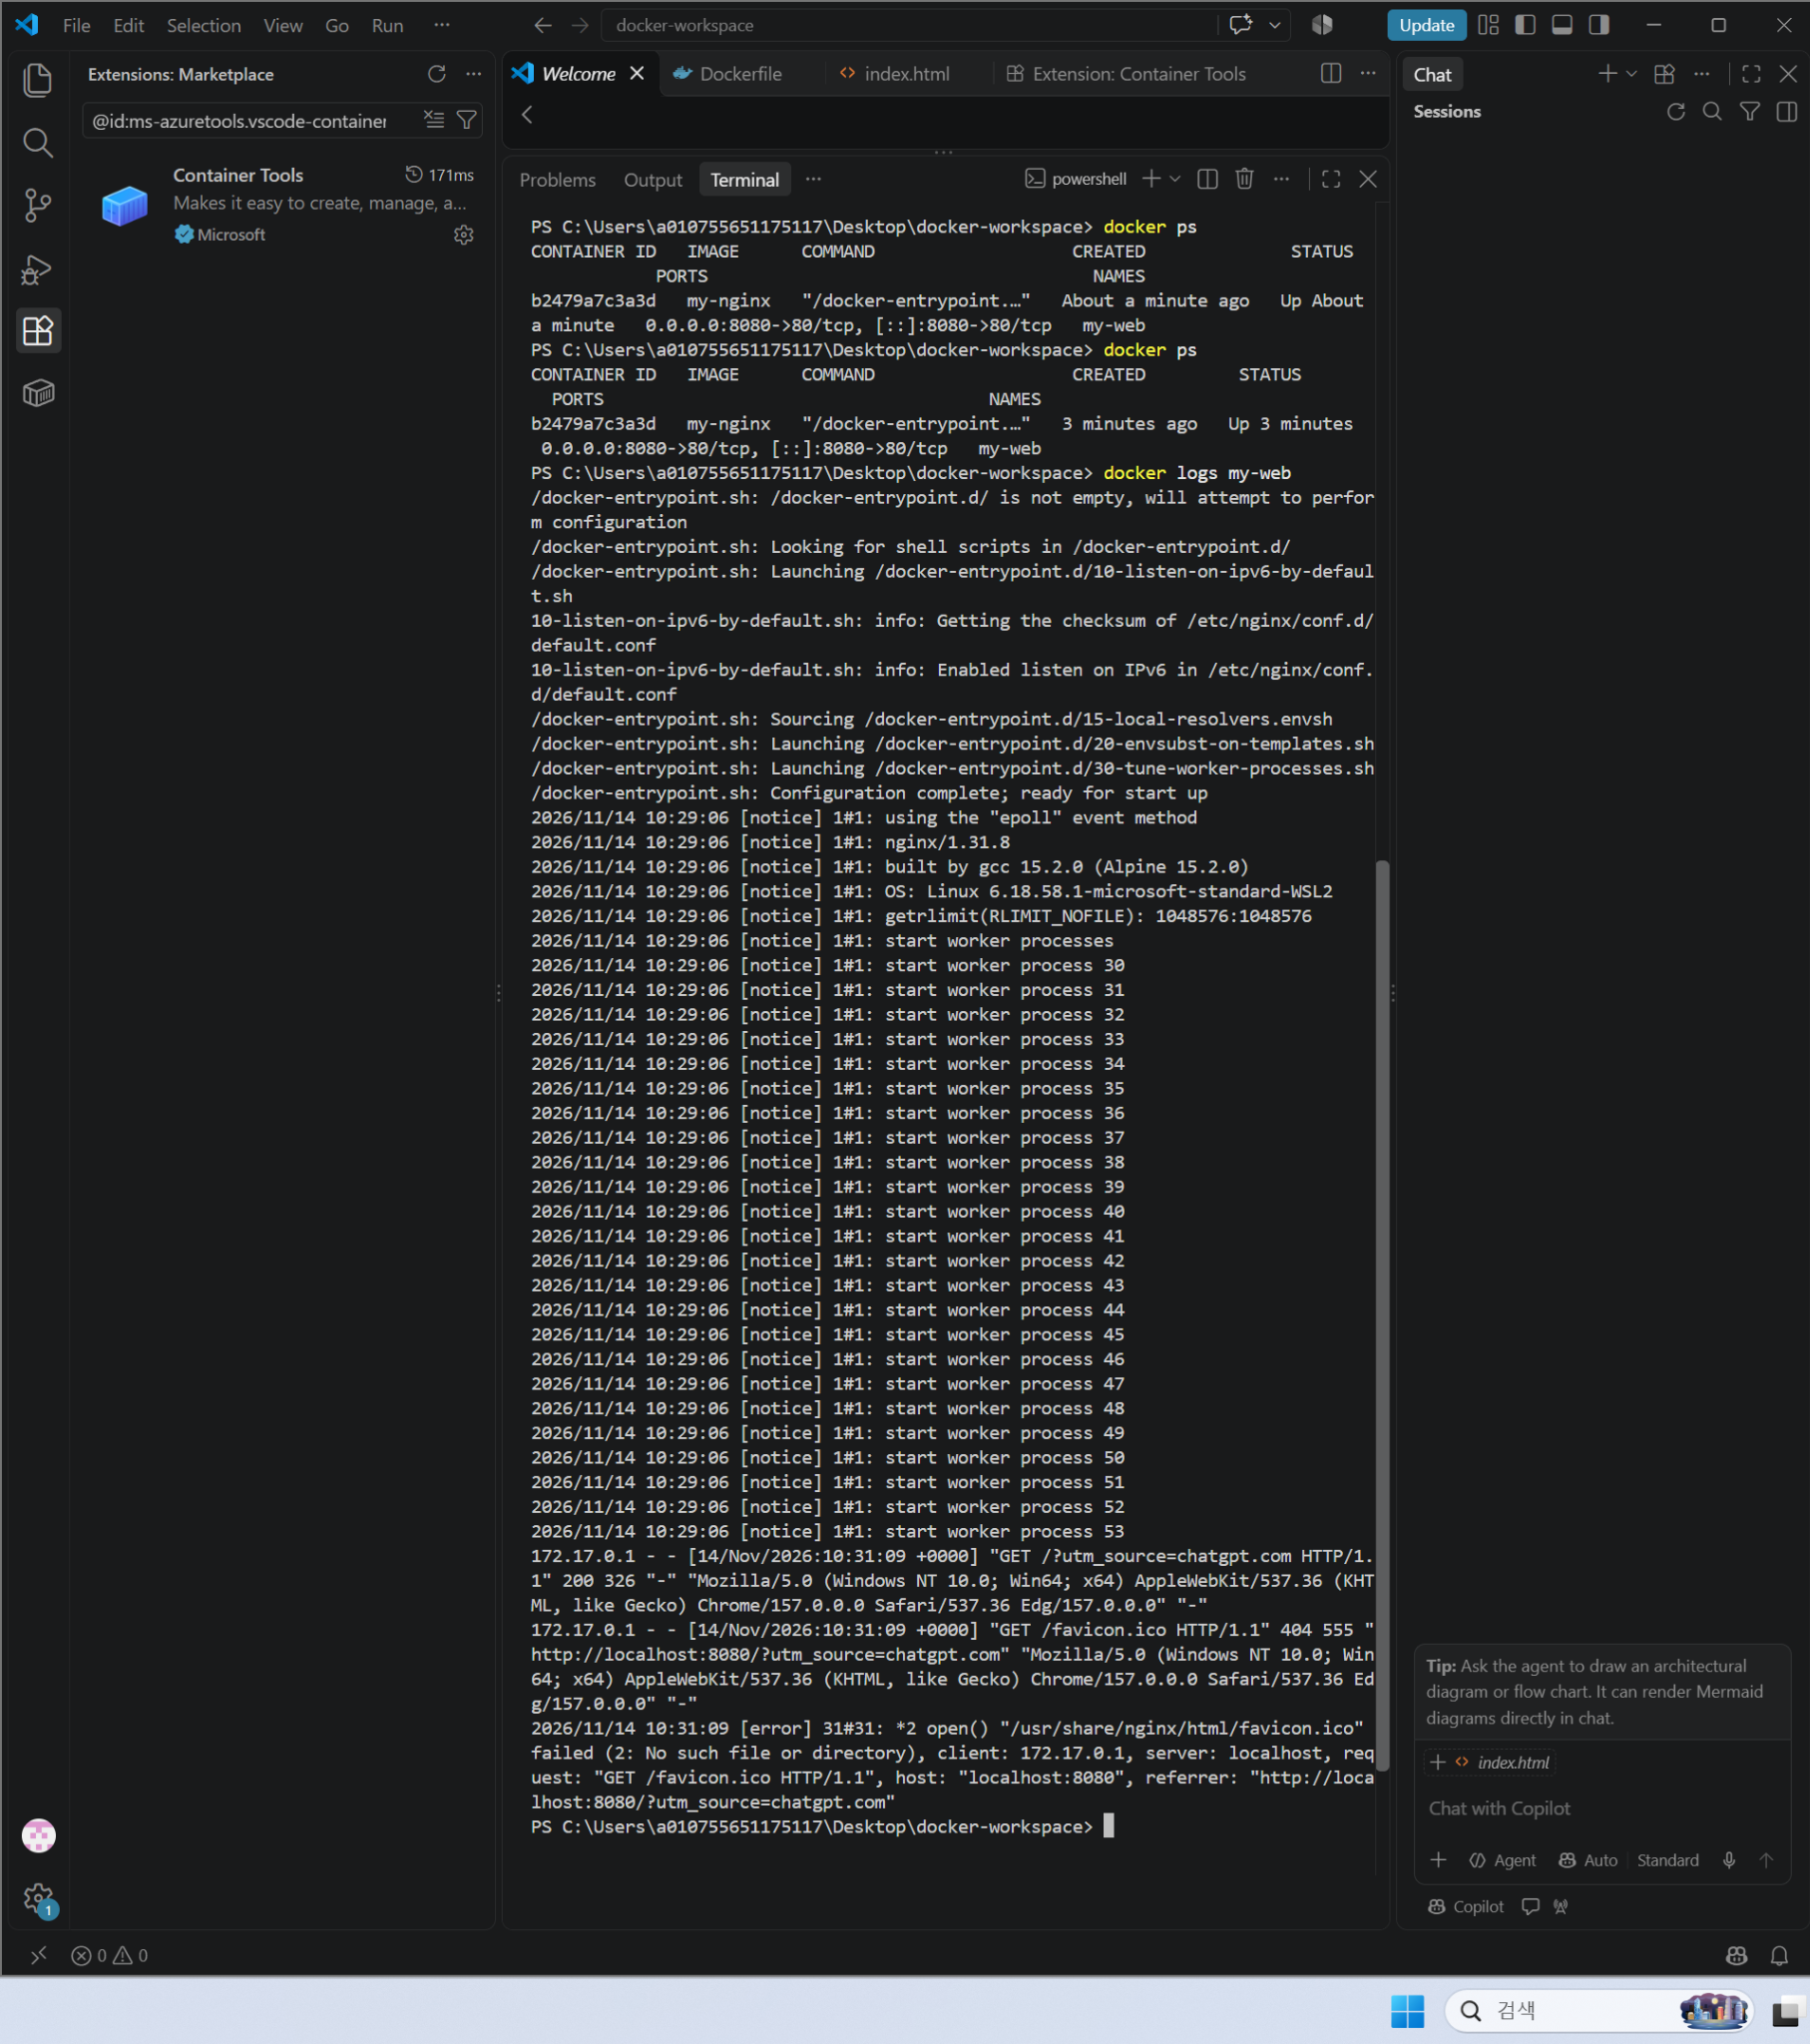 File Edit Selection View Go Run ··· docker-workspace Update
Extensions: Marketplace
@id:ms-azuretools.vscode-container
Container Tools 171ms
Makes it easy to create, manage, a...
Microsoft
Welcome Dockerfile index.html Extension: Container Tools
Problems Output Terminal powershell
PS C:\Users\a010755651175117\Desktop\docker-workspace> docker ps
CONTAINER ID   IMAGE      COMMAND                   CREATED              STATUS
            PORTS                                     NAMES
b2479a7c3a3d   my-nginx   "/docker-entrypoint.…"   About a minute ago   Up About
a minute   0.0.0.0:8080->80/tcp, [::]:8080->80/tcp   my-web
PS C:\Users\a010755651175117\Desktop\docker-workspace> docker ps
CONTAINER ID   IMAGE      COMMAND                   CREATED         STATUS
  PORTS                                     NAMES
b2479a7c3a3d   my-nginx   "/docker-entrypoint.…"   3 minutes ago   Up 3 minutes
 0.0.0.0:8080->80/tcp, [::]:8080->80/tcp   my-web
PS C:\Users\a010755651175117\Desktop\docker-workspace> docker logs my-web
/docker-entrypoint.sh: /docker-entrypoint.d/ is not empty, will attempt to perfor
m configuration
/docker-entrypoint.sh: Looking for shell scripts in /docker-entrypoint.d/
/docker-entrypoint.sh: Launching /docker-entrypoint.d/10-listen-on-ipv6-by-defaul
t.sh
10-listen-on-ipv6-by-default.sh: info: Getting the checksum of /etc/nginx/conf.d/
default.conf
10-listen-on-ipv6-by-default.sh: info: Enabled listen on IPv6 in /etc/nginx/conf.
d/default.conf
/docker-entrypoint.sh: Sourcing /docker-entrypoint.d/15-local-resolvers.envsh
/docker-entrypoint.sh: Launching /docker-entrypoint.d/20-envsubst-on-templates.sh
/docker-entrypoint.sh: Launching /docker-entrypoint.d/30-tune-worker-processes.sh
/docker-entrypoint.sh: Configuration complete; ready for start up
2026/11/14 10:29:06 [notice] 1#1: using the "epoll" event method
2026/11/14 10:29:06 [notice] 1#1: nginx/1.31.8
2026/11/14 10:29:06 [notice] 1#1: built by gcc 15.2.0 (Alpine 15.2.0)
2026/11/14 10:29:06 [notice] 1#1: OS: Linux 6.18.58.1-microsoft-standard-WSL2
2026/11/14 10:29:06 [notice] 1#1: getrlimit(RLIMIT_NOFILE): 1048576:1048576
2026/11/14 10:29:06 [notice] 1#1: start worker processes
2026/11/14 10:29:06 [notice] 1#1: start worker process 30
2026/11/14 10:29:06 [notice] 1#1: start worker process 31
2026/11/14 10:29:06 [notice] 1#1: start worker process 32
2026/11/14 10:29:06 [notice] 1#1: start worker process 33
2026/11/14 10:29:06 [notice] 1#1: start worker process 34
2026/11/14 10:29:06 [notice] 1#1: start worker process 35
2026/11/14 10:29:06 [notice] 1#1: start worker process 36
2026/11/14 10:29:06 [notice] 1#1: start worker process 37
2026/11/14 10:29:06 [notice] 1#1: start worker process 38
2026/11/14 10:29:06 [notice] 1#1: start worker process 39
2026/11/14 10:29:06 [notice] 1#1: start worker process 40
2026/11/14 10:29:06 [notice] 1#1: start worker process 41
2026/11/14 10:29:06 [notice] 1#1: start worker process 42
2026/11/14 10:29:06 [notice] 1#1: start worker process 43
2026/11/14 10:29:06 [notice] 1#1: start worker process 44
2026/11/14 10:29:06 [notice] 1#1: start worker process 45
2026/11/14 10:29:06 [notice] 1#1: start worker process 46
2026/11/14 10:29:06 [notice] 1#1: start worker process 47
2026/11/14 10:29:06 [notice] 1#1: start worker process 48
2026/11/14 10:29:06 [notice] 1#1: start worker process 49
2026/11/14 10:29:06 [notice] 1#1: start worker process 50
2026/11/14 10:29:06 [notice] 1#1: start worker process 51
2026/11/14 10:29:06 [notice] 1#1: start worker process 52
2026/11/14 10:29:06 [notice] 1#1: start worker process 53
172.17.0.1 - - [14/Nov/2026:10:31:09 +0000] "GET /?utm_source=chatgpt.com HTTP/1.
1" 200 326 "-" "Mozilla/5.0 (Windows NT 10.0; Win64; x64) AppleWebKit/537.36 (KHT
ML, like Gecko) Chrome/157.0.0.0 Safari/537.36 Edg/157.0.0.0" "-"
172.17.0.1 - - [14/Nov/2026:10:31:09 +0000] "GET /favicon.ico HTTP/1.1" 404 555 "
http://localhost:8080/?utm_source=chatgpt.com" "Mozilla/5.0 (Windows NT 10.0; Win
64; x64) AppleWebKit/537.36 (KHTML, like Gecko) Chrome/157.0.0.0 Safari/537.36 Ed
g/157.0.0.0" "-"
2026/11/14 10:31:09 [error] 31#31: *2 open() "/usr/share/nginx/html/favicon.ico"
failed (2: No such file or directory), client: 172.17.0.1, server: localhost, req
uest: "GET /favicon.ico HTTP/1.1", host: "localhost:8080", referrer: "http://loca
lhost:8080/?utm_source=chatgpt.com"
PS C:\Users\a010755651175117\Desktop\docker-workspace>
Chat
Sessions
Tip: Ask the agent to draw an architectural
diagram or flow chart. It can render Mermaid
diagrams directly in chat.
index.html
Chat with Copilot
Agent Auto Standard
Copilot
1
0 0
검색